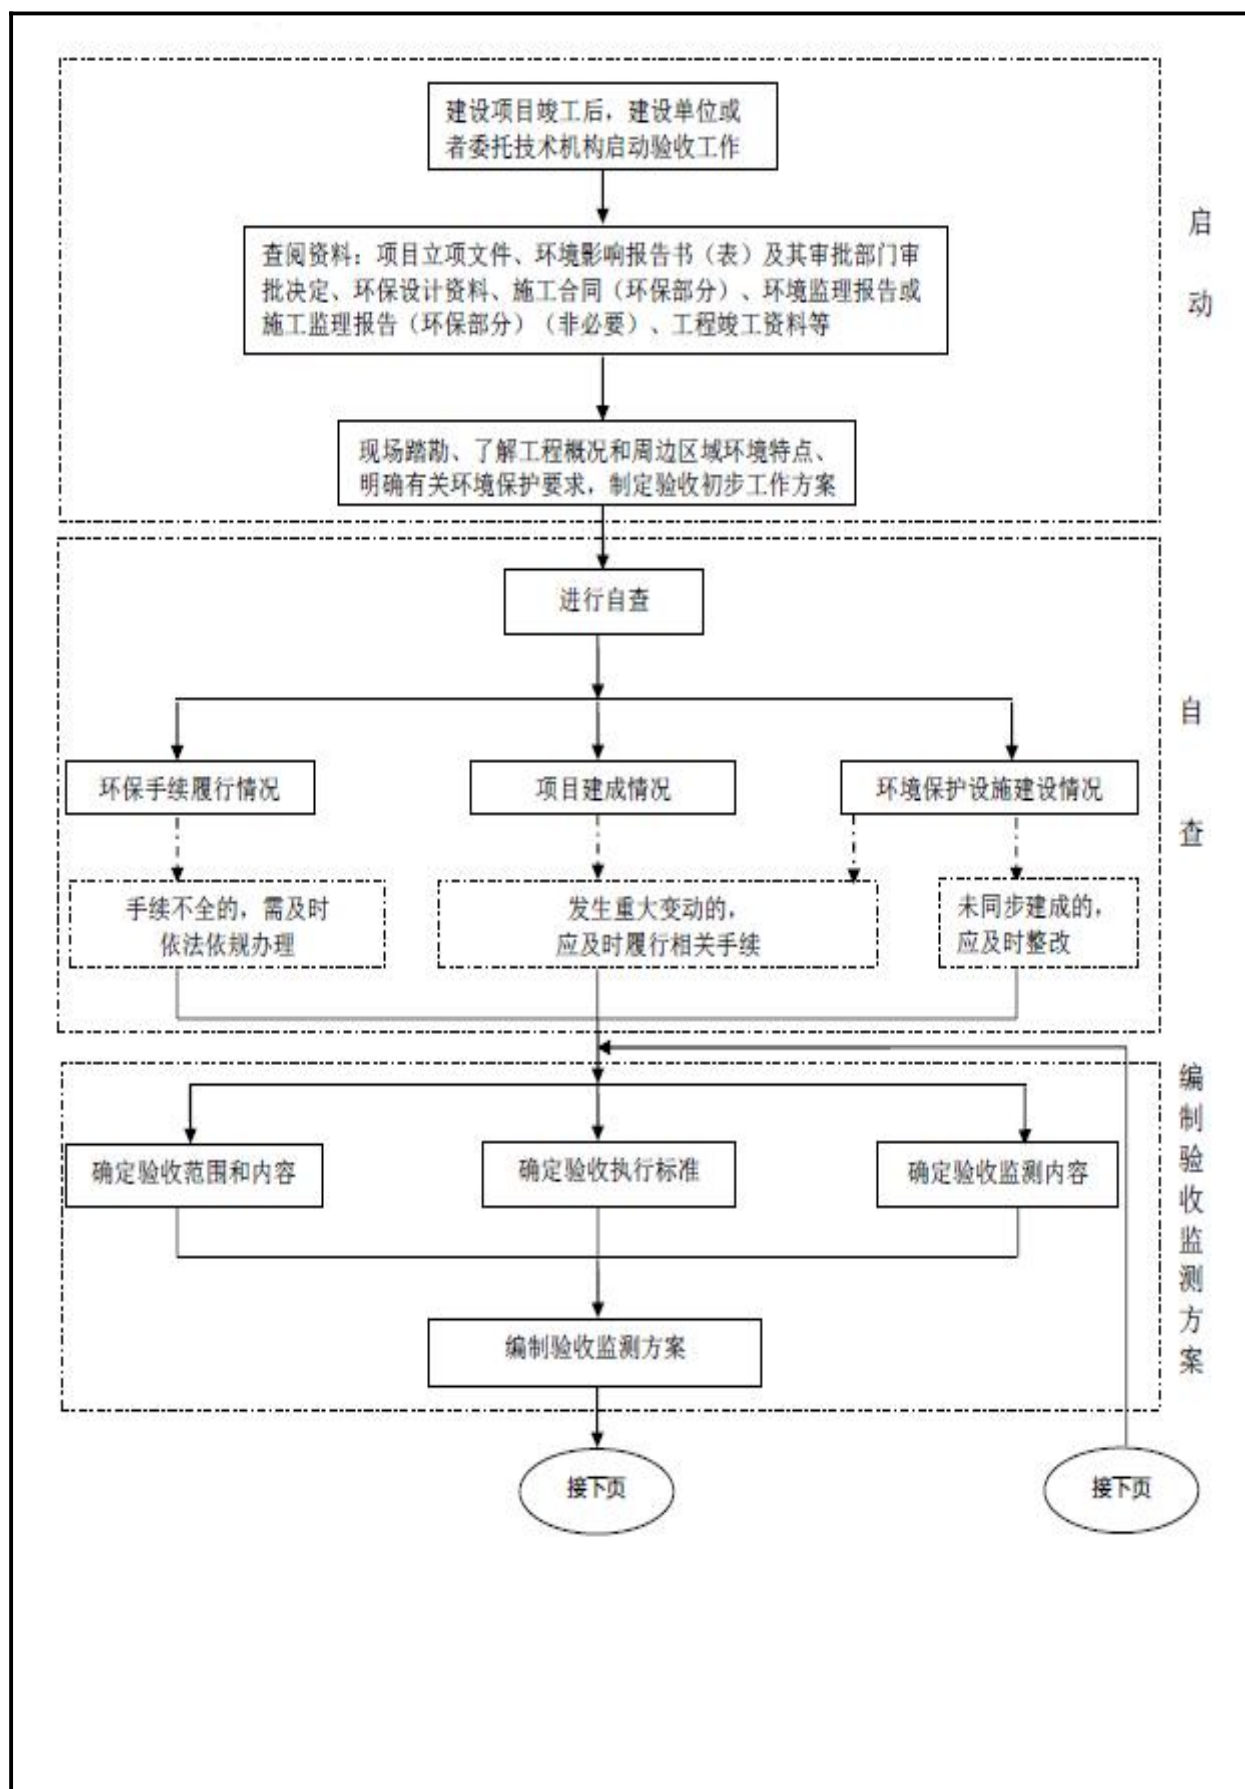 建设项目竣工后，建设单位或
者委托技术机构启动验收工作
查阅资料：项目立项文件、环境影响报告书（表）及其审批部门审
批决定、环保设计资料、施工合同（环保部分）、环境监理报告或
施工监理报告（环保部分）（非必要）、工程竣工资料等
现场踏勘、了解工程概况和周边区域环境特点、
明确有关环境保护要求，制定验收初步工作方案
启动
进行自查
环保手续履行情况
项目建成情况
环境保护设施建设情况
手续不全的，需及时
依法依规办理
发生重大变动的，
应及时履行相关手续
未同步建成的，
应及时整改
自查
确定验收范围和内容
确定验收执行标准
确定验收监测内容
编制验收监测方案
编制验收监测方案
接下页
接下页